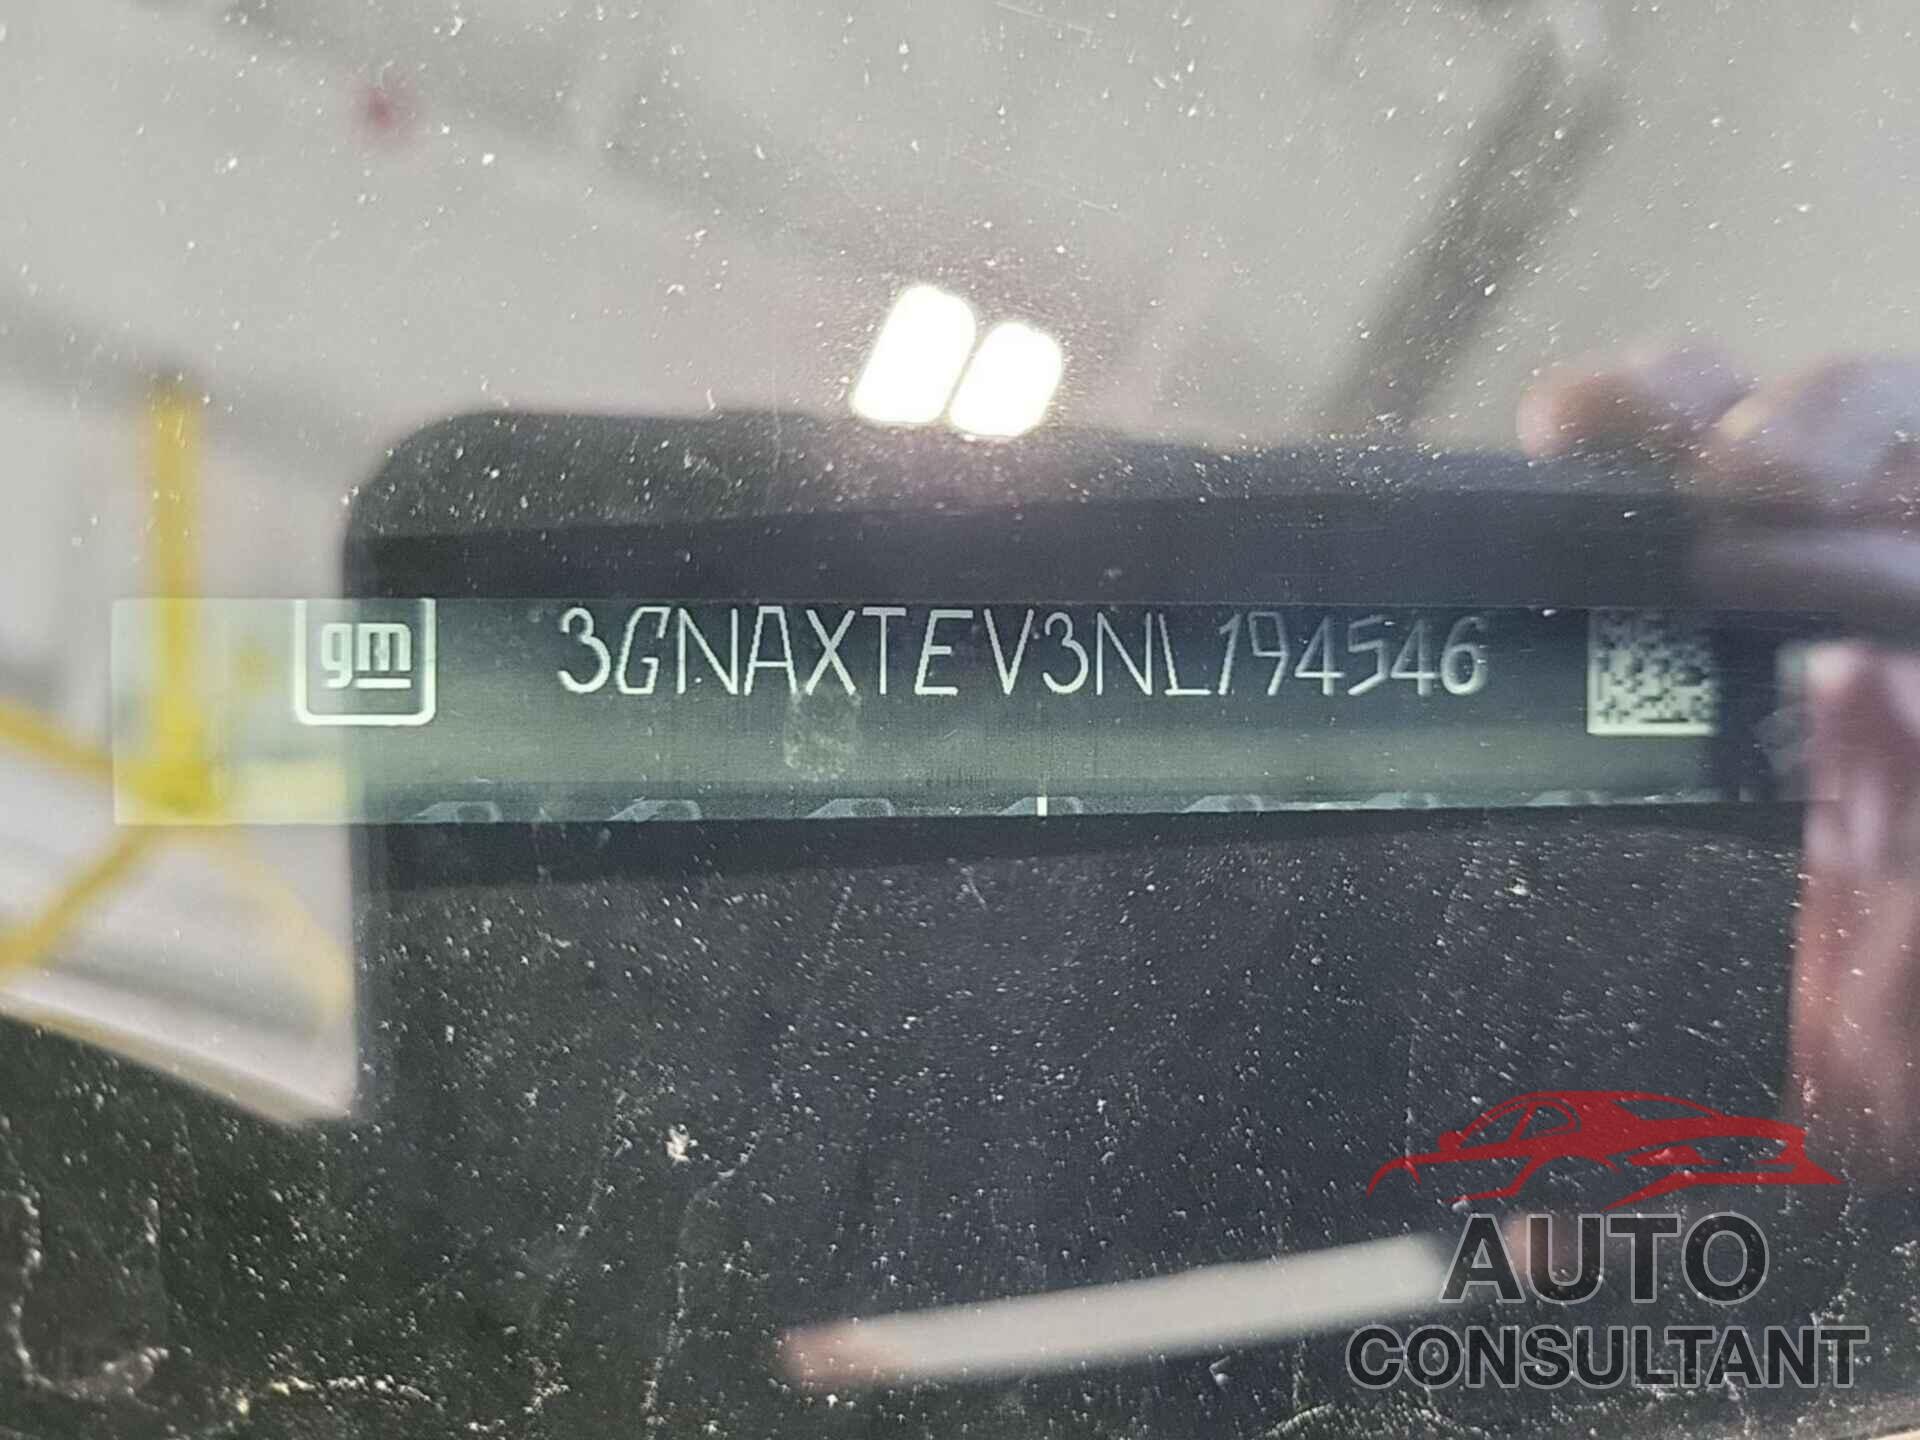 gm 3GNAXTEV3NL194546
AUTO
CONSULTANT